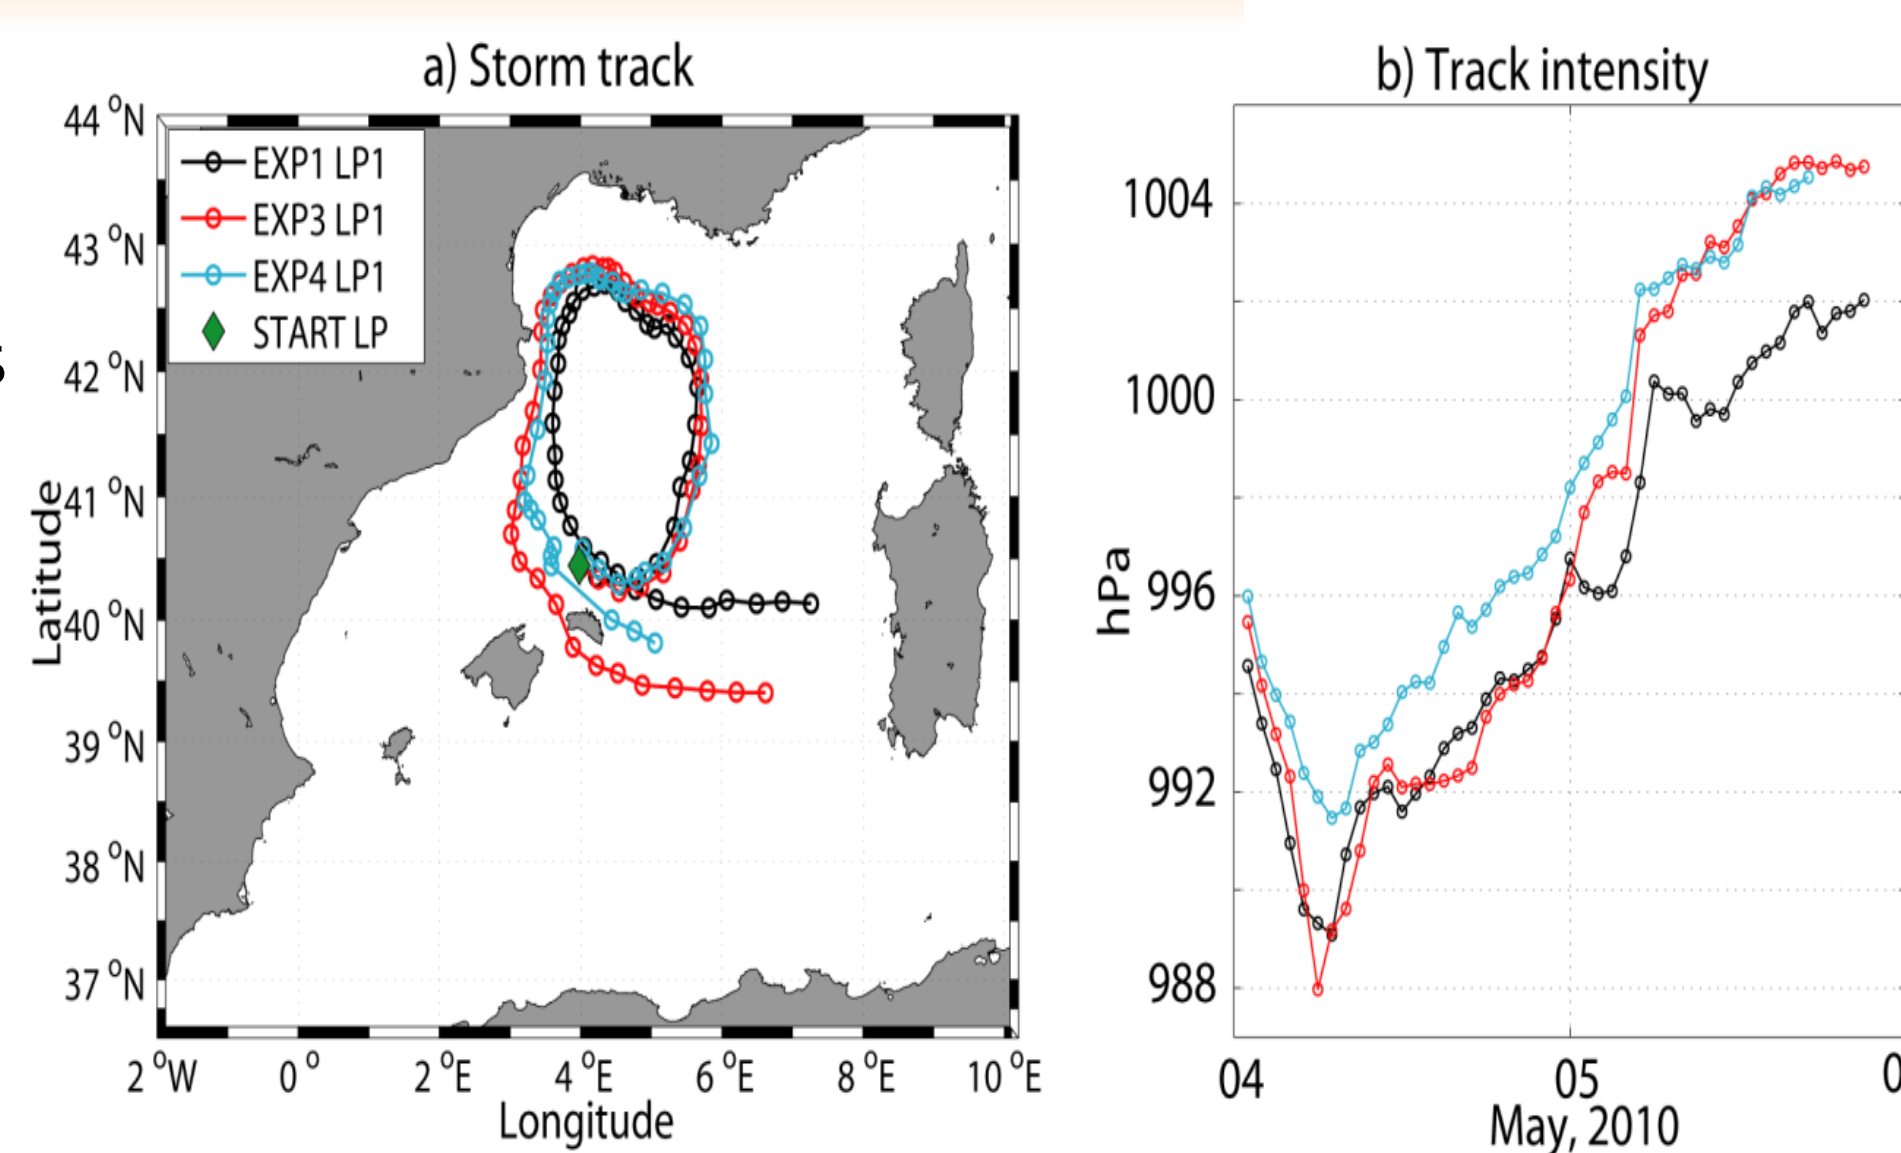 a) Storm track
44 °N
43 °N
42 °N
41 °N
40 °N
39 °N
38 °N
37 °N
Latitude
EXP1 LP1
EXP3 LP1
EXP4 LP1
START LP
2 °W
0 °
2 °E
4 °E
6 °E
8 °E
10 °E
Longitude
b) Track intensity
1004
1000
996
992
988
hPa
04
05
May, 2010